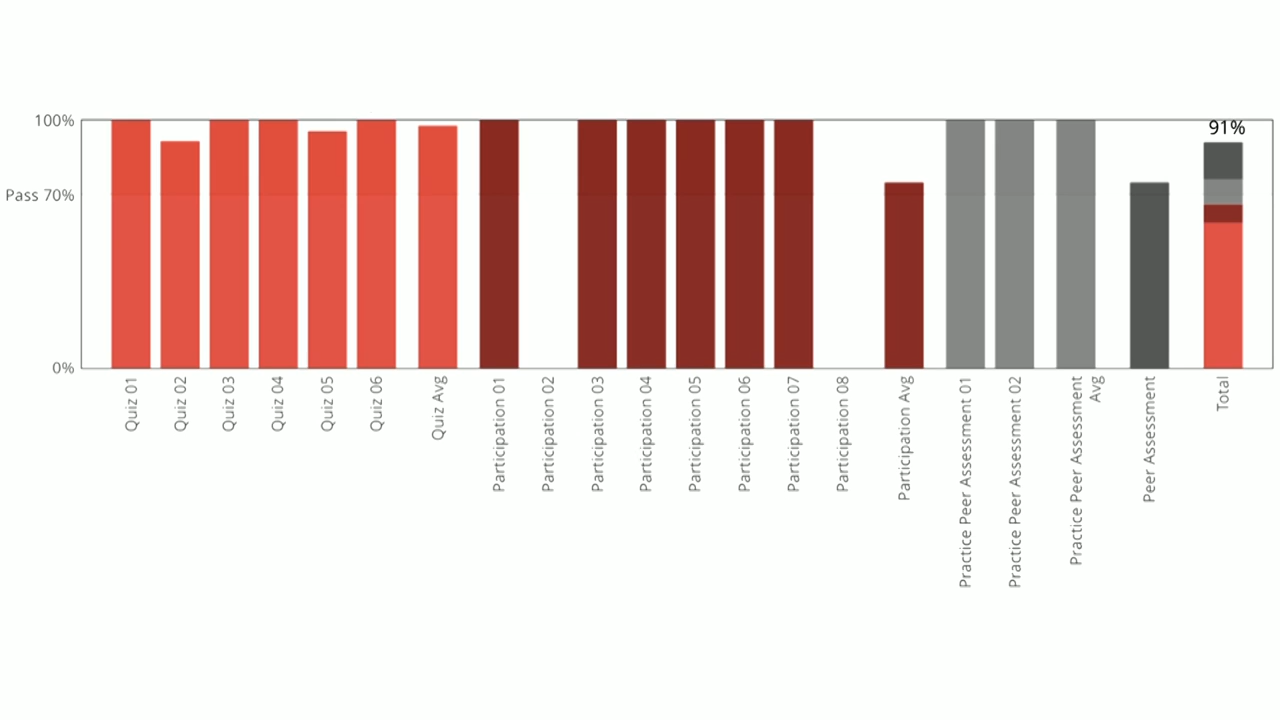 100%
91%
Pass 70%
0%
Quiz 01
Quiz 02
Quiz 03
Quiz 04
Quiz 05
Quiz 06
Quiz Avg
Participation 01
Participation 02
Participation 03
Participation 04
Participation 05
Participation 06
Participation 07
Participation 08
Participation Avg
Practice Peer Assessment 01
Practice Peer Assessment 02
Practice Peer Assessment
Avg
Peer Assessment
Total